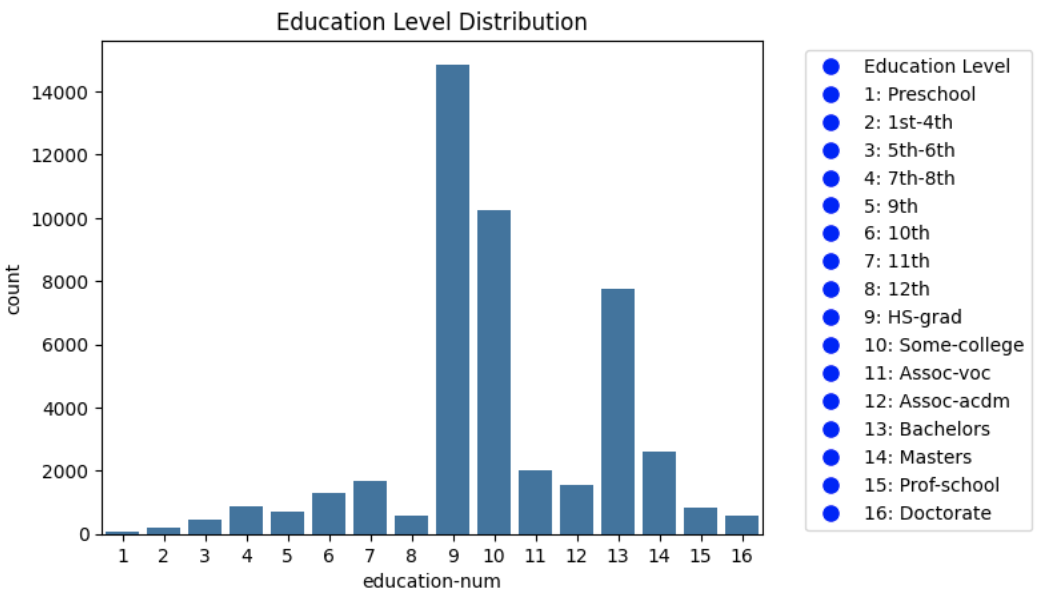 Education Level Distribution
14000
12000
10000
8000
6000
4000
2000
0
count
1 2 3 4 5 6 7 8 9 10 11 12 13 14 15 16
education-num
Education Level
1: Preschool
2: 1st-4th
3: 5th-6th
4: 7th-8th
5: 9th
6: 10th
7: 11th
8: 12th
9: HS-grad
10: Some-college
11: Assoc-voc
12: Assoc-acdm
13: Bachelors
14: Masters
15: Prof-school
16: Doctorate